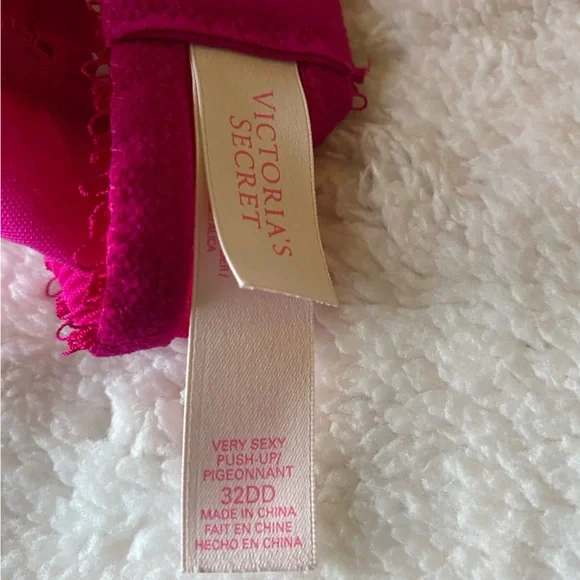 VICTORIA'S
SECRET
VERY SEXY
PUSH-UP/
PIGEONNANT
32DD
MADE IN CHINA
FAIT EN CHINE
HECHO EN CHINA